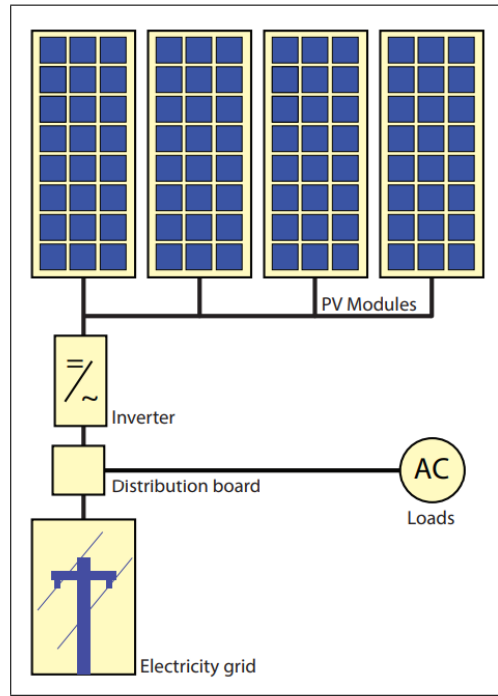 PV Modules
=
~
Inverter
Distribution board
AC
Loads
Electricity grid